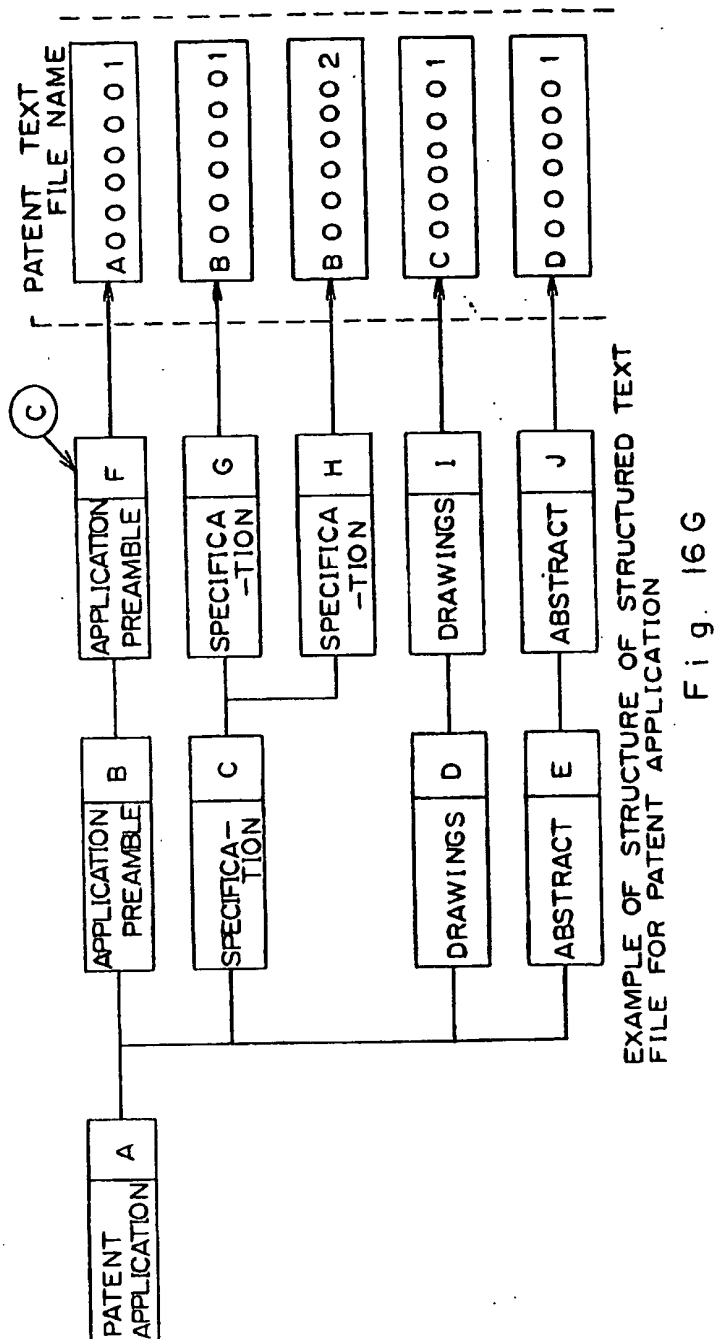 PATENT
APPLICATION
A
APPLICATION
PREAMBLE
B
SPECIFICA-
TION
C
DRAWINGS
D
ABSTRACT
E
C
APPLICATION
PREAMBLE
F
SPECIFICA
-TION
G
SPECIFICA
-TION
H
DRAWINGS
I
ABSTRACT
J
PATENT TEXT
FILE NAME
A0000001
B0000001
B0000002
C0000001
D0000001
EXAMPLE OF STRUCTURE OF STRUCTURED TEXT
FILE FOR PATENT APPLICATION
Fig. 16G